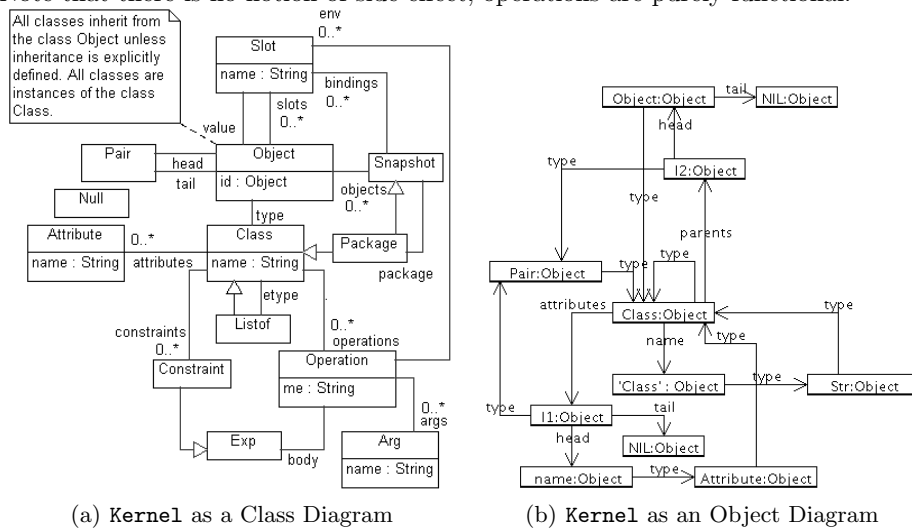 Note that there is no notion of side effect, operations are purely functional.
All classes inherit from
the class Object unless
inheritance is explicitly
defined. All classes are
instances of the class
Class.
env
0..*
Slot
name : String
bindings
0..*
slots
0..*
value
Pair
head
tail
Object
id : Object
Snapshot
objects
0..*
Null
type
Attribute
name : String
0..*
attributes
Class
name : String
Package
package
etype
Listof
constraints
0..*
0..*
operations
Constraint
Operation
me : String
0..*
args
Exp
body
Arg
name : String
(a) Kernel as a Class Diagram
Object:Object
tail
NIL:Object
head
type
l2:Object
type
parents
Pair:Object
type
type
attributes
Class:Object
type
name
type
'Class' : Object
type
Str:Object
type
l1:Object
tail
head
NIL:Object
name:Object
type
Attribute:Object
(b) Kernel as an Object Diagram